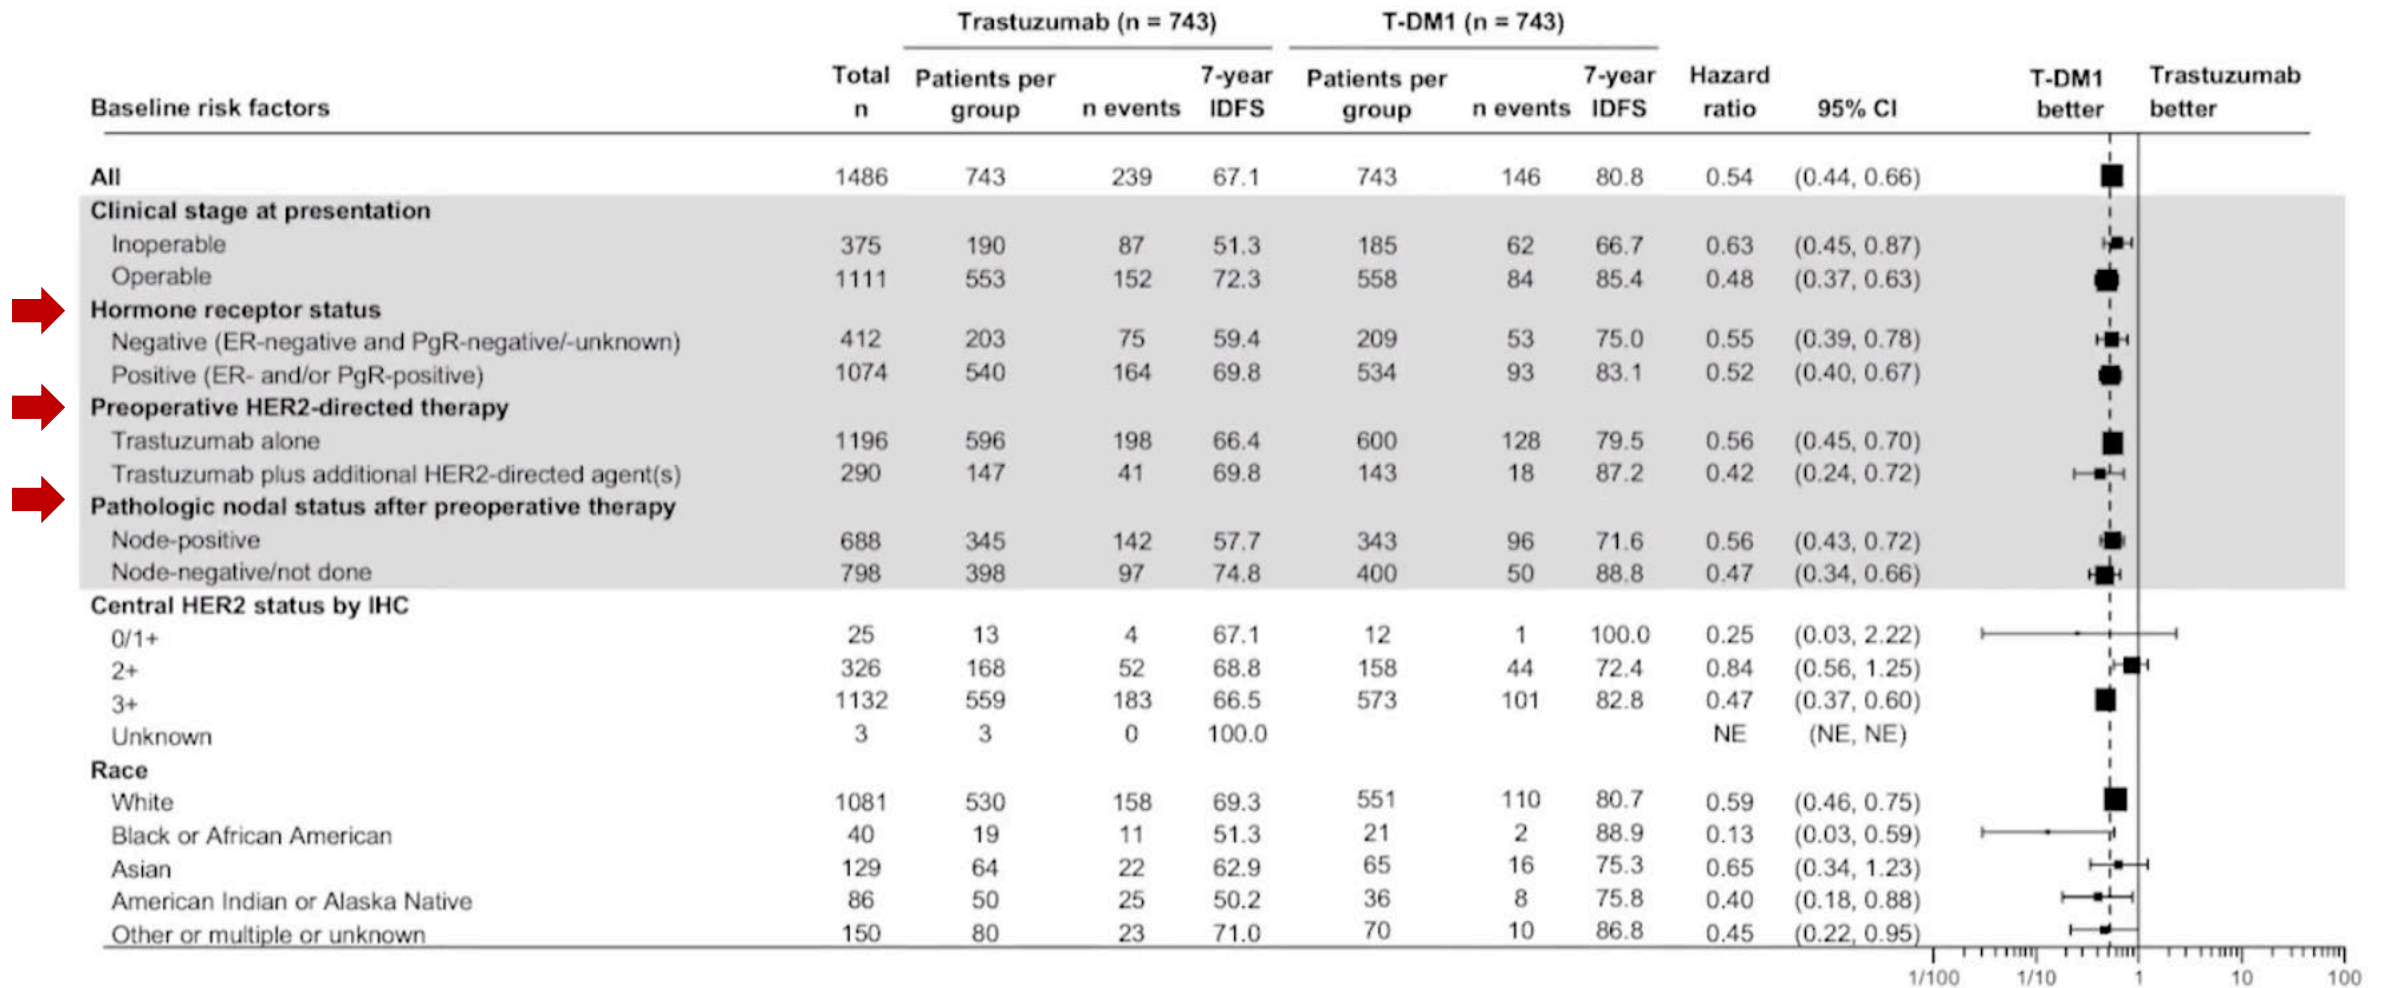 Trastuzumab (n = 743) T-DM1 (n = 743)
Total Patients per 7-year Patients per 7-year Hazard T-DM1 Trastuzumab
Baseline risk factors n group n events IDFS group n events IDFS ratio 95% CI better better
All 1486 743 239 67.1 743 146 80.8 0.54 (0.44, 0.66)
Clinical stage at presentation
Inoperable 375 190 87 51.3 185 62 66.7 0.63 (0.45, 0.87)
Operable 1111 553 152 72.3 558 84 85.4 0.48 (0.37, 0.63)
Hormone receptor status
Negative (ER-negative and PgR-negative/-unknown) 412 203 75 59.4 209 53 75.0 0.55 (0.39, 0.78)
Positive (ER- and/or PgR-positive) 1074 540 164 69.8 534 93 83.1 0.52 (0.40, 0.67)
Preoperative HER2-directed therapy
Trastuzumab alone 1196 596 198 66.4 600 128 79.5 0.56 (0.45, 0.70)
Trastuzumab plus additional HER2-directed agent(s) 290 147 41 69.8 143 18 87.2 0.42 (0.24, 0.72)
Pathologic nodal status after preoperative therapy
Node-positive 688 345 142 57.7 343 96 71.6 0.56 (0.43, 0.72)
Node-negative/not done 798 398 97 74.8 400 50 88.8 0.47 (0.34, 0.66)
Central HER2 status by IHC
0/1+ 25 13 4 67.1 12 1 100.0 0.25 (0.03, 2.22)
2+ 326 168 52 68.8 158 44 72.4 0.84 (0.56, 1.25)
3+ 1132 559 183 66.5 573 101 82.8 0.47 (0.37, 0.60)
Unknown 3 3 0 100.0 NE (NE, NE)
Race
White 1081 530 158 69.3 551 110 80.7 0.59 (0.46, 0.75)
Black or African American 40 19 11 51.3 21 2 88.9 0.13 (0.03, 0.59)
Asian 129 64 22 62.9 65 16 75.3 0.65 (0.34, 1.23)
American Indian or Alaska Native 86 50 25 50.2 36 8 75.8 0.40 (0.18, 0.88)
Other or multiple or unknown 150 80 23 71.0 70 10 86.8 0.45 (0.22, 0.95)
1/100 1/10 1 10 100